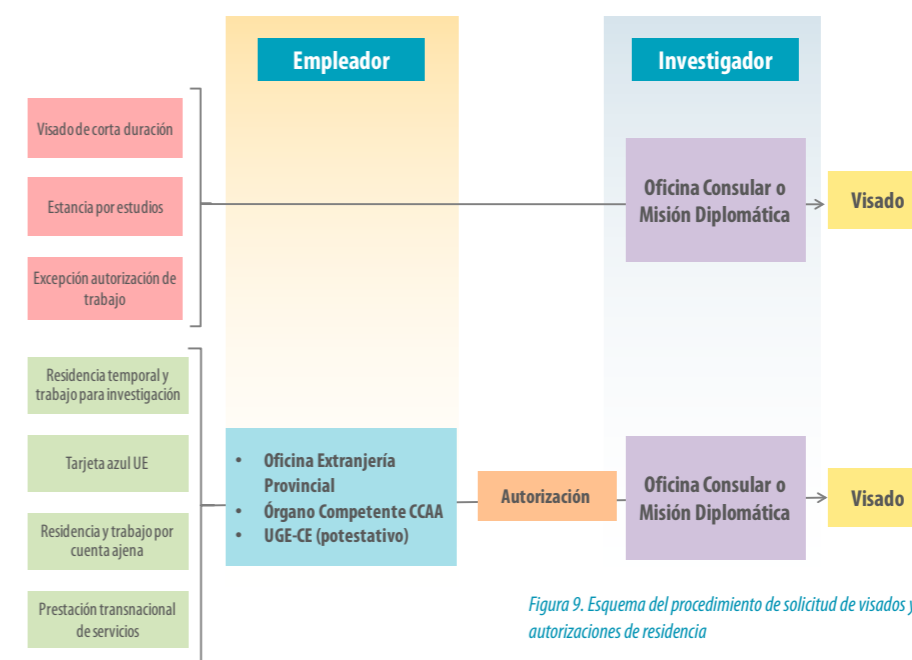 Empleador
Investigador
Visado de corta duración
Estancia por estudios
Excepción autorización de
trabajo
Oficina Consular o
Misión Diplomática
Visado
Residencia temporal y
trabajo para investigación
Tarjeta azul UE
Residencia y trabajo por
cuenta ajena
Prestación transnacional
de servicios
• Oficina Extranjería
Provincial
• Órgano Competente CCAA
• UGE-CE (potestativo)
Autorización
Oficina Consular o
Misión Diplomática
Visado
Figura 9. Esquema del procedimiento de solicitud de visados y
autorizaciones de residencia